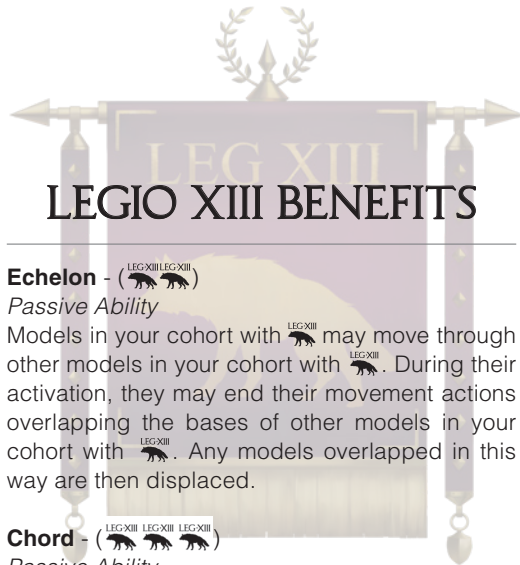 LEG XIII
LEGIO XIII BENEFITS
Echelon - (LEG·XIII LEG·XIII)
Passive Ability
Models in your cohort with LEG·XIII may move through
other models in your cohort with LEG·XIII. During their
activation, they may end their movement actions
overlapping the bases of other models in your
cohort with LEG·XIII. Any models overlapped in this
way are then displaced.
Chord - (LEG·XIII LEG·XIII LEG·XIII)
Passive Ability